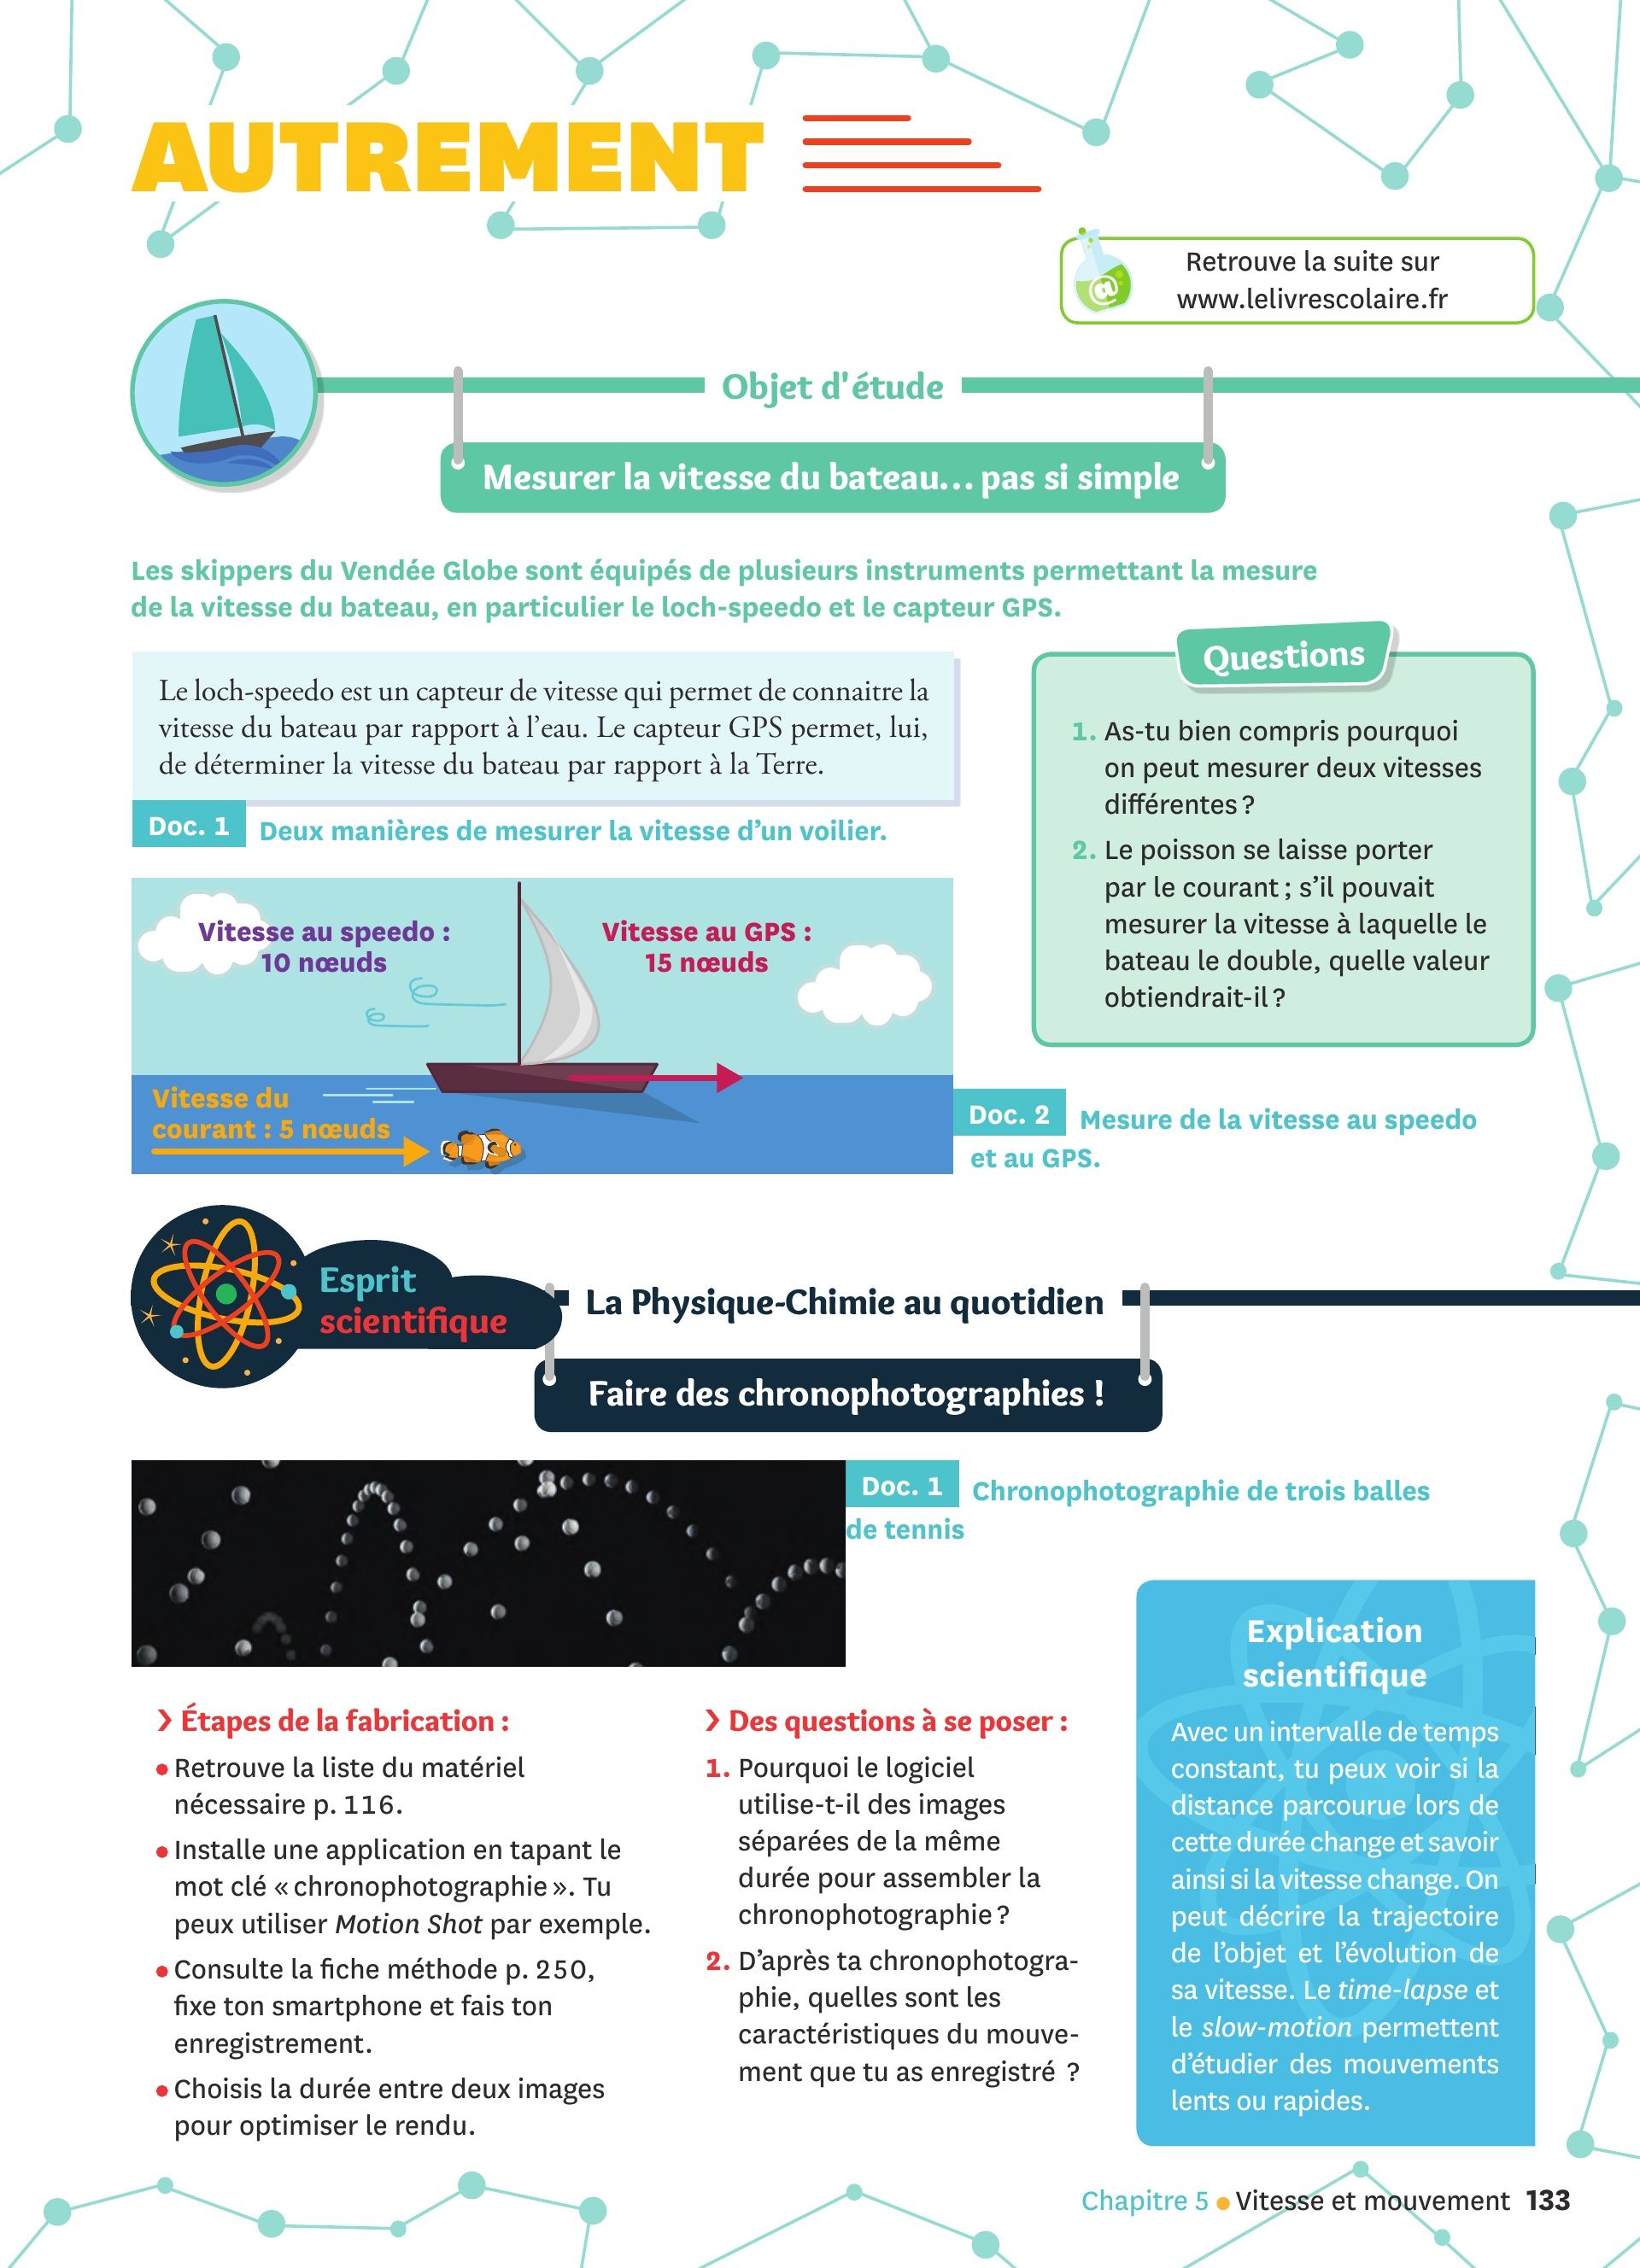 AUTREMENT
Retrouve la suite sur
www.lelivrescolaire.fr
Objet d'étude
Mesurer la vitesse du bateau... pas si simple
Les skippers du Vendée Globe sont équipés de plusieurs instruments permettant la mesure
de la vitesse du bateau, en particulier le loch-speedo et le capteur GPS.
Le loch-speedo est un capteur de vitesse qui permet de connaitre la
vitesse du bateau par rapport à l'eau. Le capteur GPS permet, lui,
de déterminer la vitesse du bateau par rapport à la Terre.
Doc. 1 Deux manières de mesurer la vitesse d'un voilier.
Questions
1. As-tu bien compris pourquoi
on peut mesurer deux vitesses
différentes ?
2. Le poisson se laisse porter
par le courant ; s'il pouvait
mesurer la vitesse à laquelle le
bateau le double, quelle valeur
obtiendrait-il ?
Vitesse au speedo :
10 nœuds
Vitesse au GPS :
15 nœuds
Vitesse du
courant : 5 nœuds
Doc. 2 Mesure de la vitesse au speedo
et au GPS.
Esprit
scientifique
La Physique-Chimie au quotidien
Faire des chronophotographies !
Doc. 1 Chronophotographie de trois balles
de tennis
› Étapes de la fabrication :
• Retrouve la liste du matériel
nécessaire p. 116.
• Installe une application en tapant le
mot clé « chronophotographie ». Tu
peux utiliser Motion Shot par exemple.
• Consulte la fiche méthode p. 250,
fixe ton smartphone et fais ton
enregistrement.
• Choisis la durée entre deux images
pour optimiser le rendu.
› Des questions à se poser :
1. Pourquoi le logiciel
utilise-t-il des images
séparées de la même
durée pour assembler la
chronophotographie ?
2. D'après ta chronophotogra-
phie, quelles sont les
caractéristiques du mouve-
ment que tu as enregistré ?
Explication
scientifique
Avec un intervalle de temps
constant, tu peux voir si la
distance parcourue lors de
cette durée change et savoir
ainsi si la vitesse change. On
peut décrire la trajectoire
de l'objet et l'évolution de
sa vitesse. Le time-lapse et
le slow-motion permettent
d'étudier des mouvements
lents ou rapides.
Chapitre 5 • Vitesse et mouvement 133